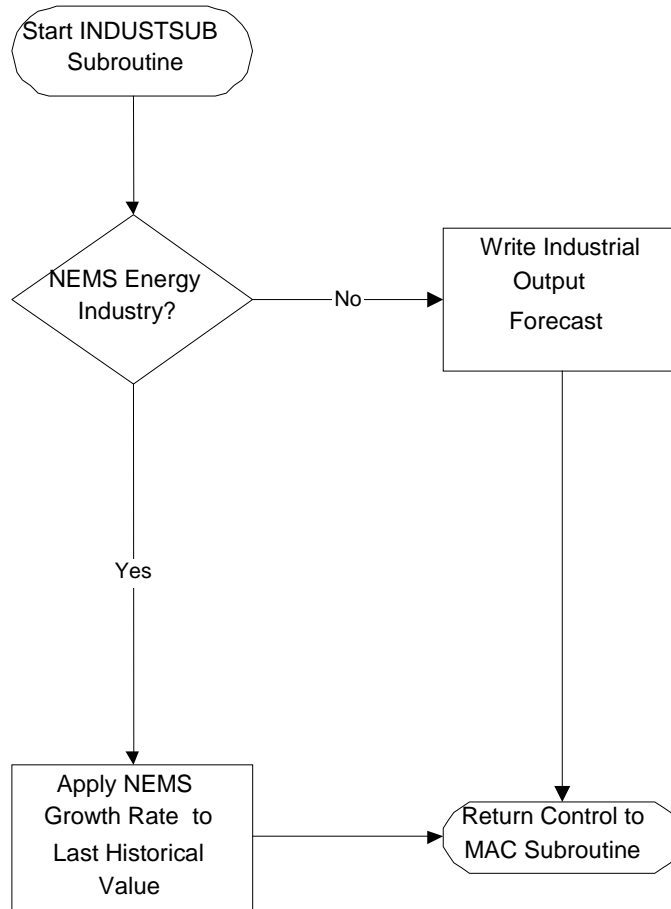 Start INDUSTSUB
Subroutine
NEMS Energy
Industry?
No
Write Industrial
Output
Forecast
Yes
Apply NEMS
Growth Rate to
Last Historical
Value
Return Control to
MAC Subroutine